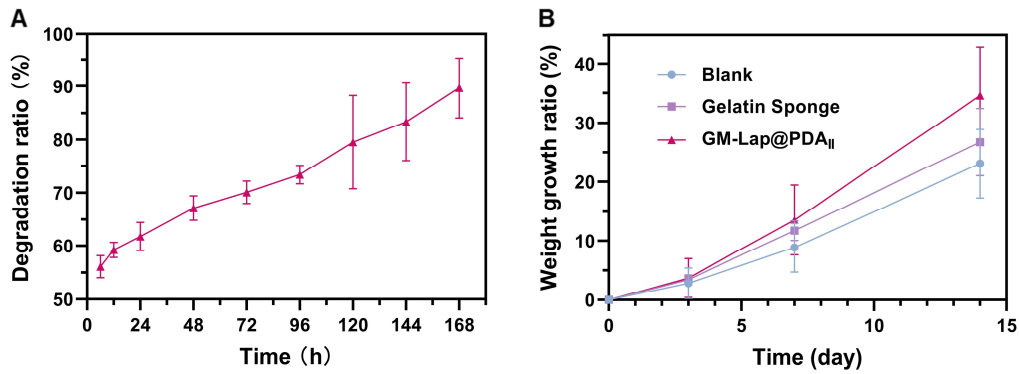 A
Degradation ratio (%)
100
90
80
70
60
50
0 24 48 72 96 120 144 168
Time (h)
B
Weight growth ratio (%)
40
30
20
10
0
Blank
Gelatin Sponge
GM-Lap@PDAII
0 5 10 15
Time (day)